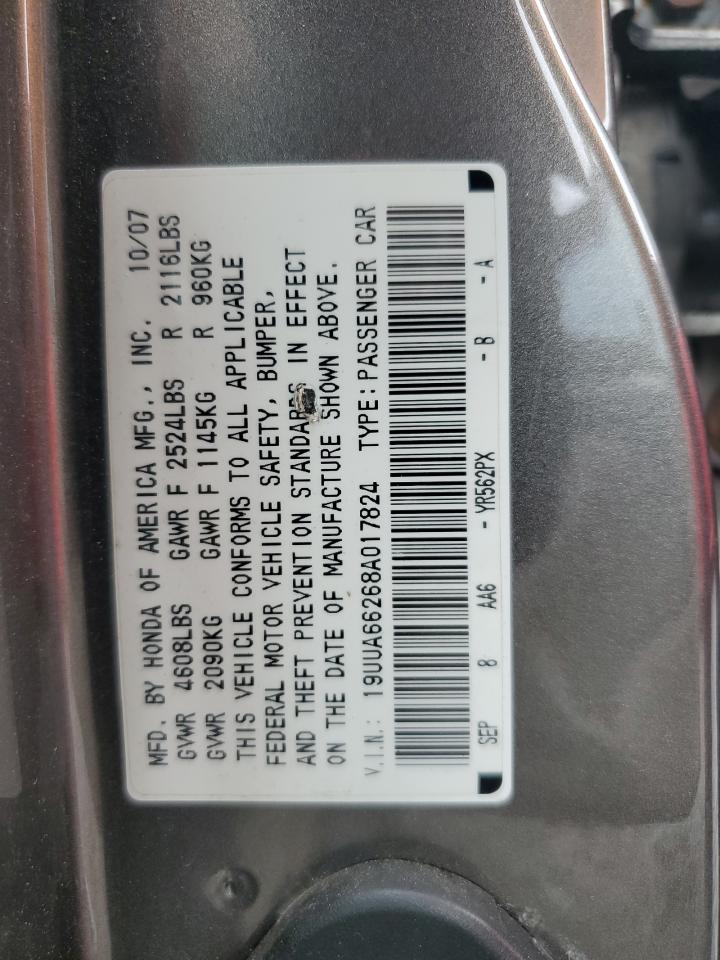 MFD. BY HONDA OF AMERICA MFG., INC. 10/07
GVWR 4608LBS GAWR F 2524LBS R 2116LBS
GVWR 2090KG GAWR F 1145KG R 960KG
THIS VEHICLE CONFORMS TO ALL APPLICABLE
FEDERAL MOTOR VEHICLE SAFETY, BUMPER,
AND THEFT PREVENTION STANDARDS IN EFFECT
ON THE DATE OF MANUFACTURE SHOWN ABOVE.
V.I.N.: 19UUA66268A017824 TYPE: PASSENGER CAR
SEP 8 AA6 - YR562PX - B - A